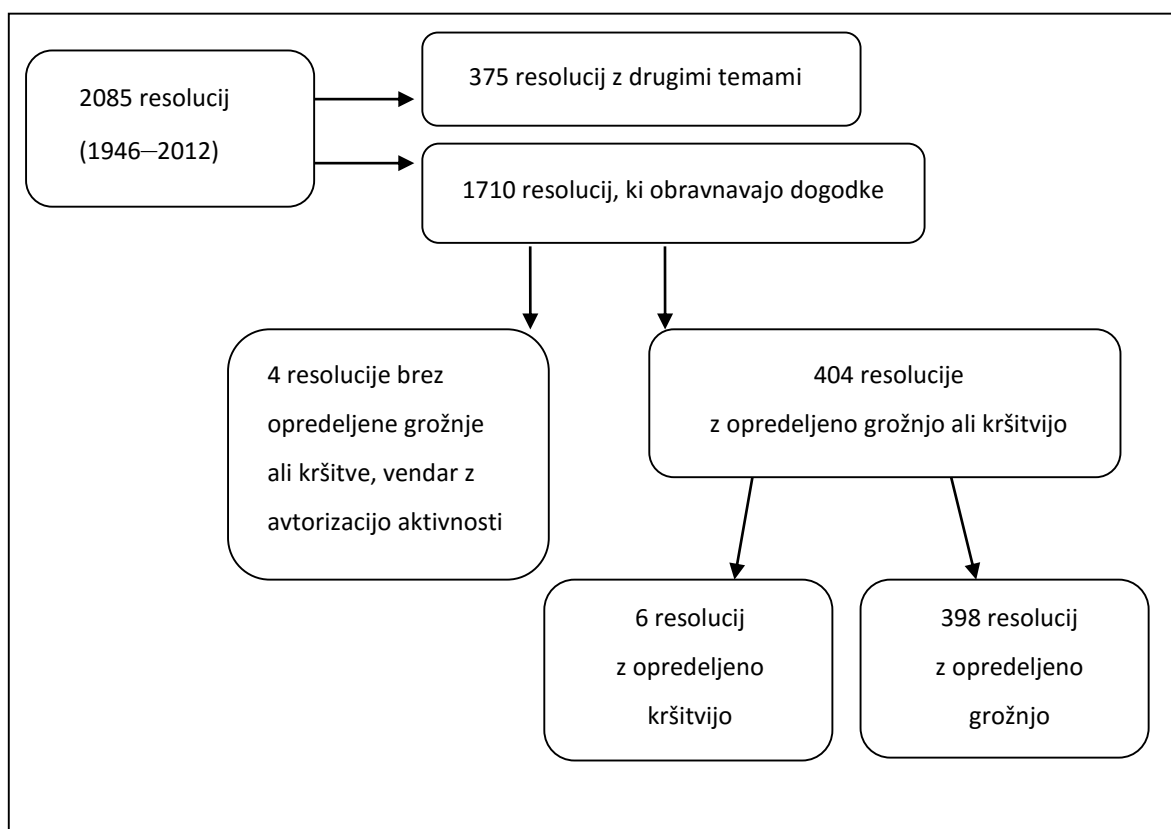 2085 resolucij
(1946—2012)
375 resolucij z drugimi temami
1710 resolucij, ki obravnavajo dogodke
4 resolucije brez
opredeljene grožnje
ali kršitve, vendar z
avtorizacijo aktivnosti
404 resolucije
z opredeljeno grožnjo ali kršitvijo
6 resolucij
z opredeljeno
kršitvijo
398 resolucij
z opredeljeno
grožnjo